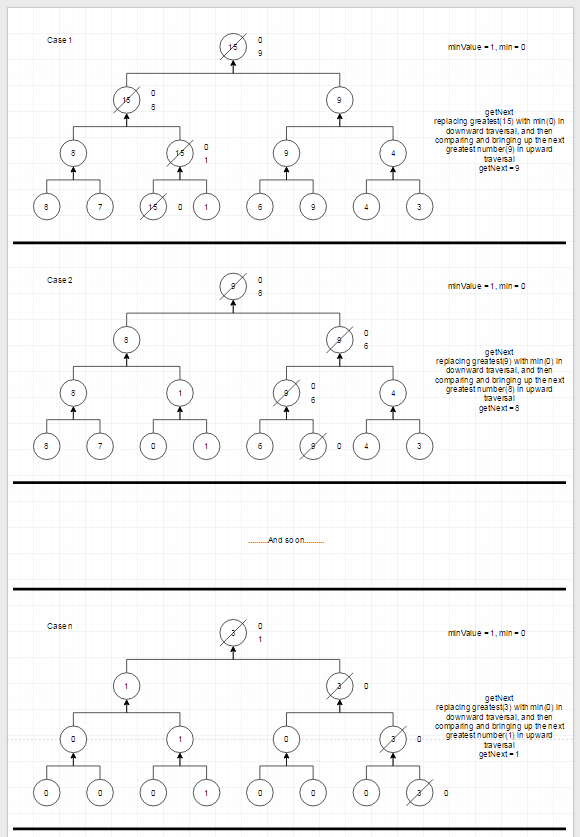 Case 1
15
0
9
minValue = 1, min = 0
15
0
8
9
getNext
replacing greatest(15) with min(0) in
downward traversal, and then
comparing and bringing up the next
greatest number(9) in upward
traversal
getNext = 9
8
15
0
1
9
4
8
7
15
0
1
6
9
4
3
Case 2
9
0
8
minValue = 1, min = 0
8
9
0
6
getNext
replacing greatest(9) with min(0) in
downward traversal, and then
comparing and bringing up the next
greatest number(8) in upward
traversal
getNext = 8
8
1
9
0
6
4
8
7
0
1
6
9
0
4
3
..........And so on..........
Case n
3
0
1
minValue = 1, min = 0
1
3
0
getNext
replacing greatest(3) with min(0) in
downward traversal, and then
comparing and bringing up the next
greatest number(1) in upward
traversal
getNext = 1
0
1
0
3
0
0
0
0
1
0
0
0
3
0